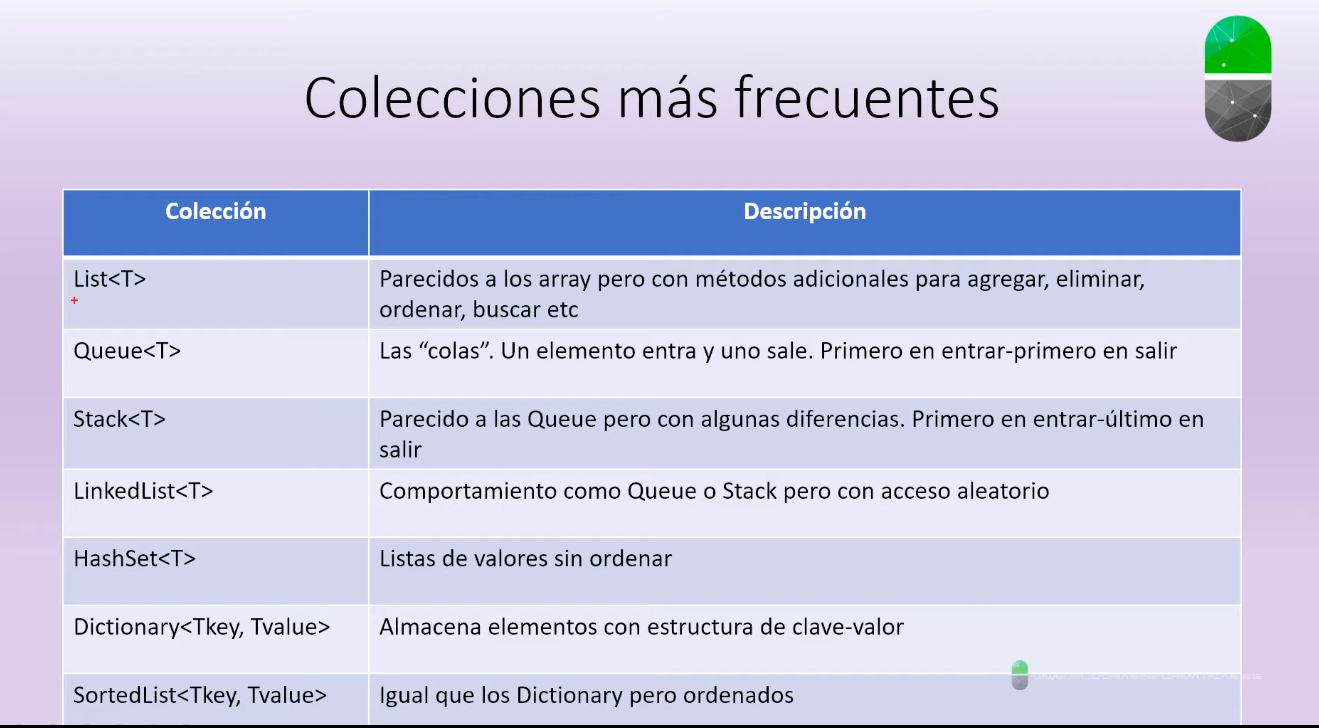 Colecciones más frecuentes
Colección
Descripción
List<T>
Parecidos a los array pero con métodos adicionales para agregar, eliminar,
ordenar, buscar etc
Queue<T>
Las “colas”. Un elemento entra y uno sale. Primero en entrar-primero en salir
Stack<T>
Parecido a las Queue pero con algunas diferencias. Primero en entrar-último en
salir
LinkedList<T>
Comportamiento como Queue o Stack pero con acceso aleatorio
HashSet<T>
Listas de valores sin ordenar
Dictionary<Tkey, Tvalue>
Almacena elementos con estructura de clave-valor
SortedList<Tkey, Tvalue>
Igual que los Dictionary pero ordenados